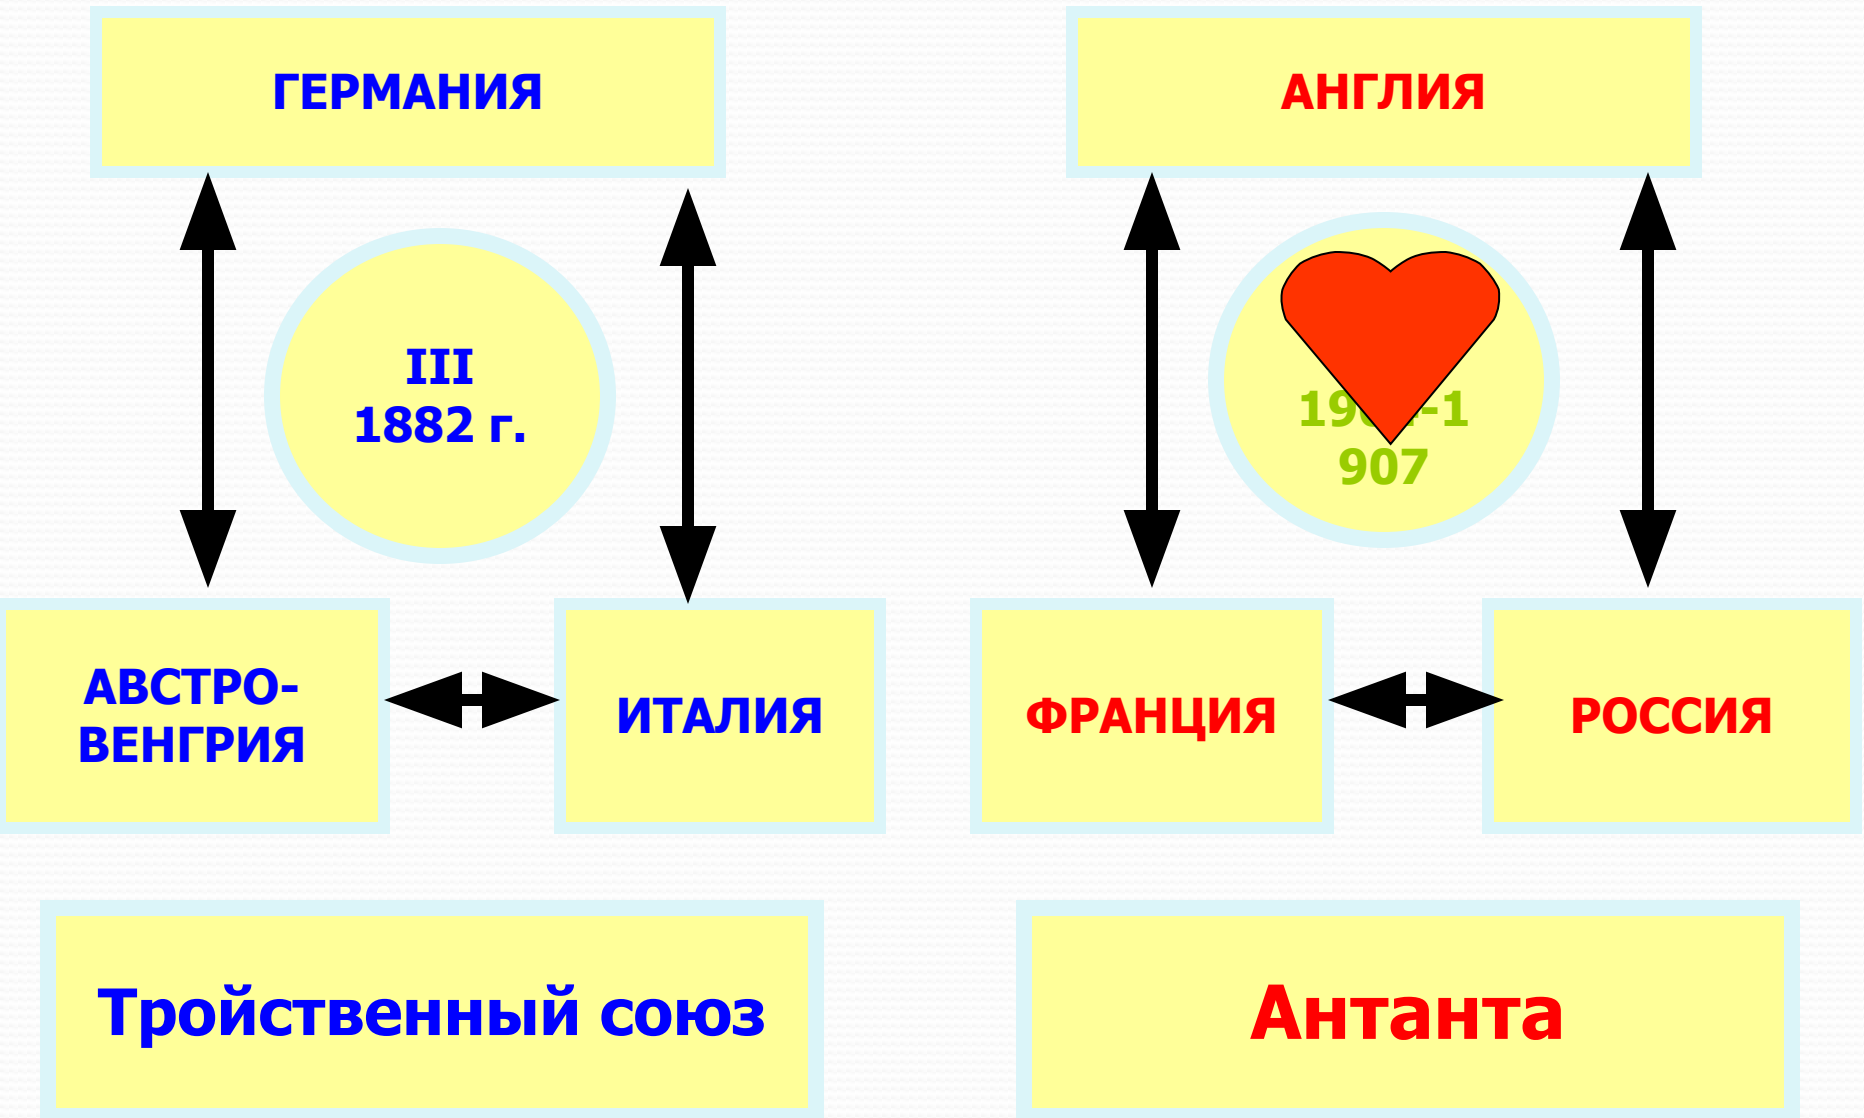 ГЕРМАНИЯ
АНГЛИЯ
III
1882 г.
907
АВСТРО-
ВЕНГРИЯ
ИТАЛИЯ
ФРАНЦИЯ
РОССИЯ
Тройственный союз
Антанта